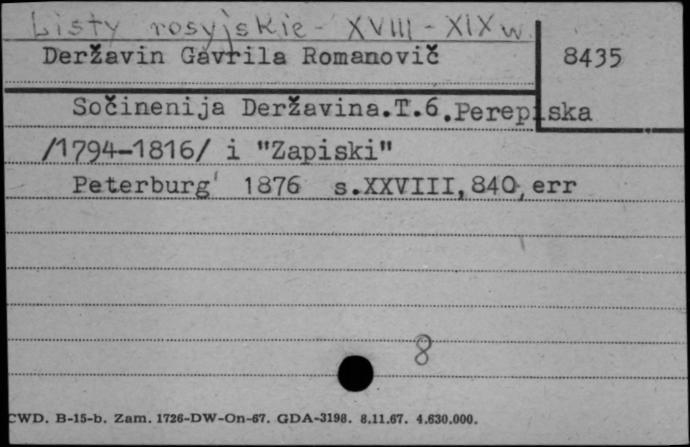 Listy rosyjskie - XVIII - XIX w.
Deržavin Gavrila Romanovič
8435
Sočinenija Deržavina.T.6.Perepiska
/1794-1816/ i "Zapiski"
Peterburg' 1876 s.XXVIII,840,err
8
CWD. B-15-b. Zam. 1726-DW-On-67. GDA-3198. 8.11.67. 4.630.000.